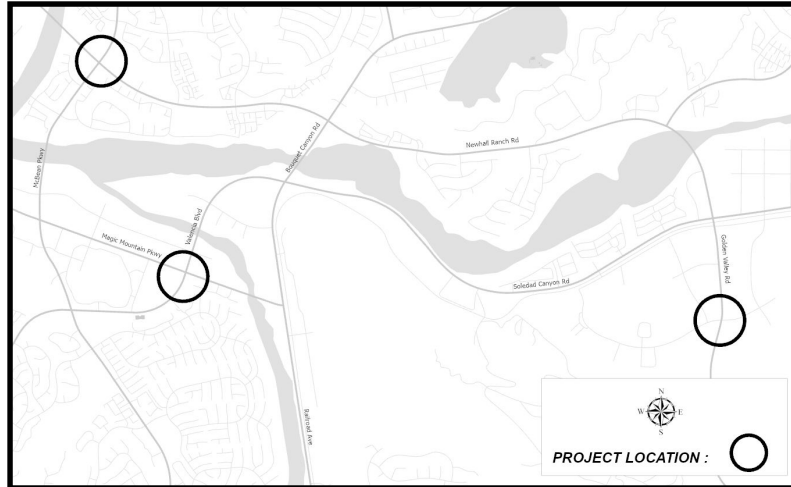 Newhall Ranch Rd
Bouquet Canyon Rd
McBean Pkwy
Valencia Blvd
Magic Mountain Pkwy
Golden Valley Rd
Soledad Canyon Rd
Railroad Ave
N
W E
S
PROJECT LOCATION :